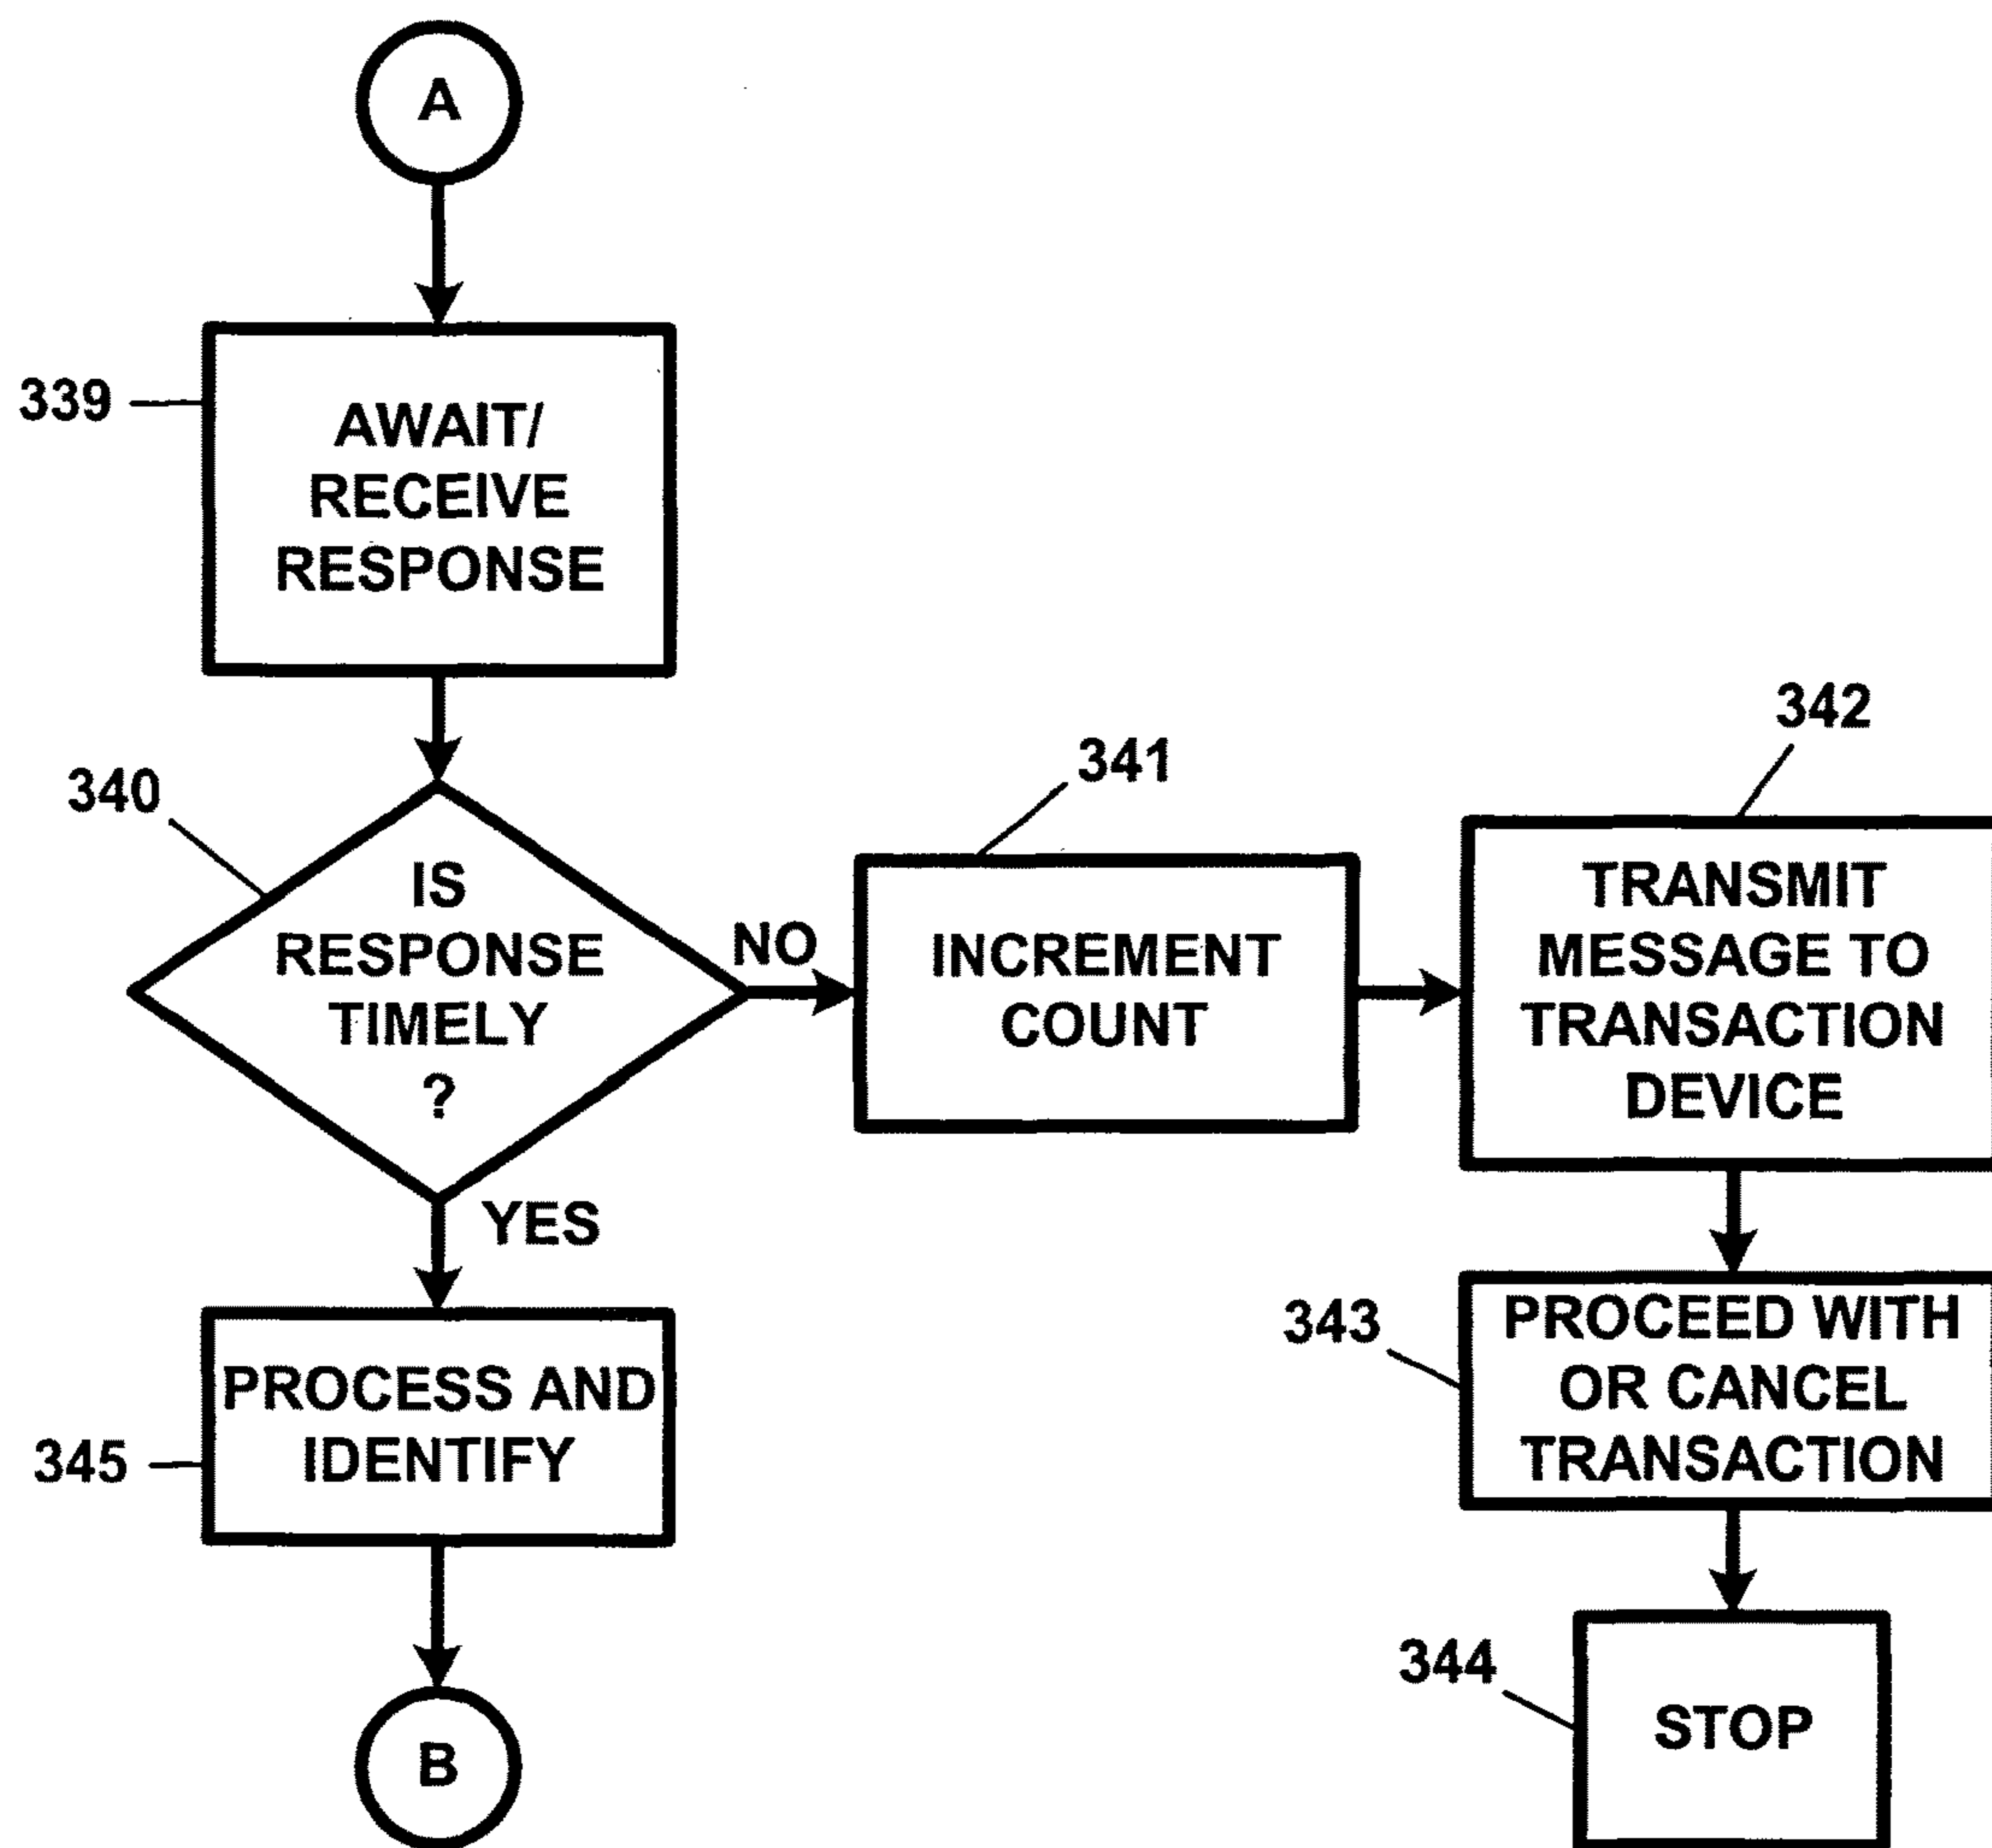 A
339
AWAIT/
RECEIVE
RESPONSE
340
IS
RESPONSE
TIMELY
?
NO
YES
341
INCREMENT
COUNT
342
TRANSMIT
MESSAGE TO
TRANSACTION
DEVICE
343
PROCEED WITH
OR CANCEL
TRANSACTION
344
STOP
345
PROCESS AND
IDENTIFY
B